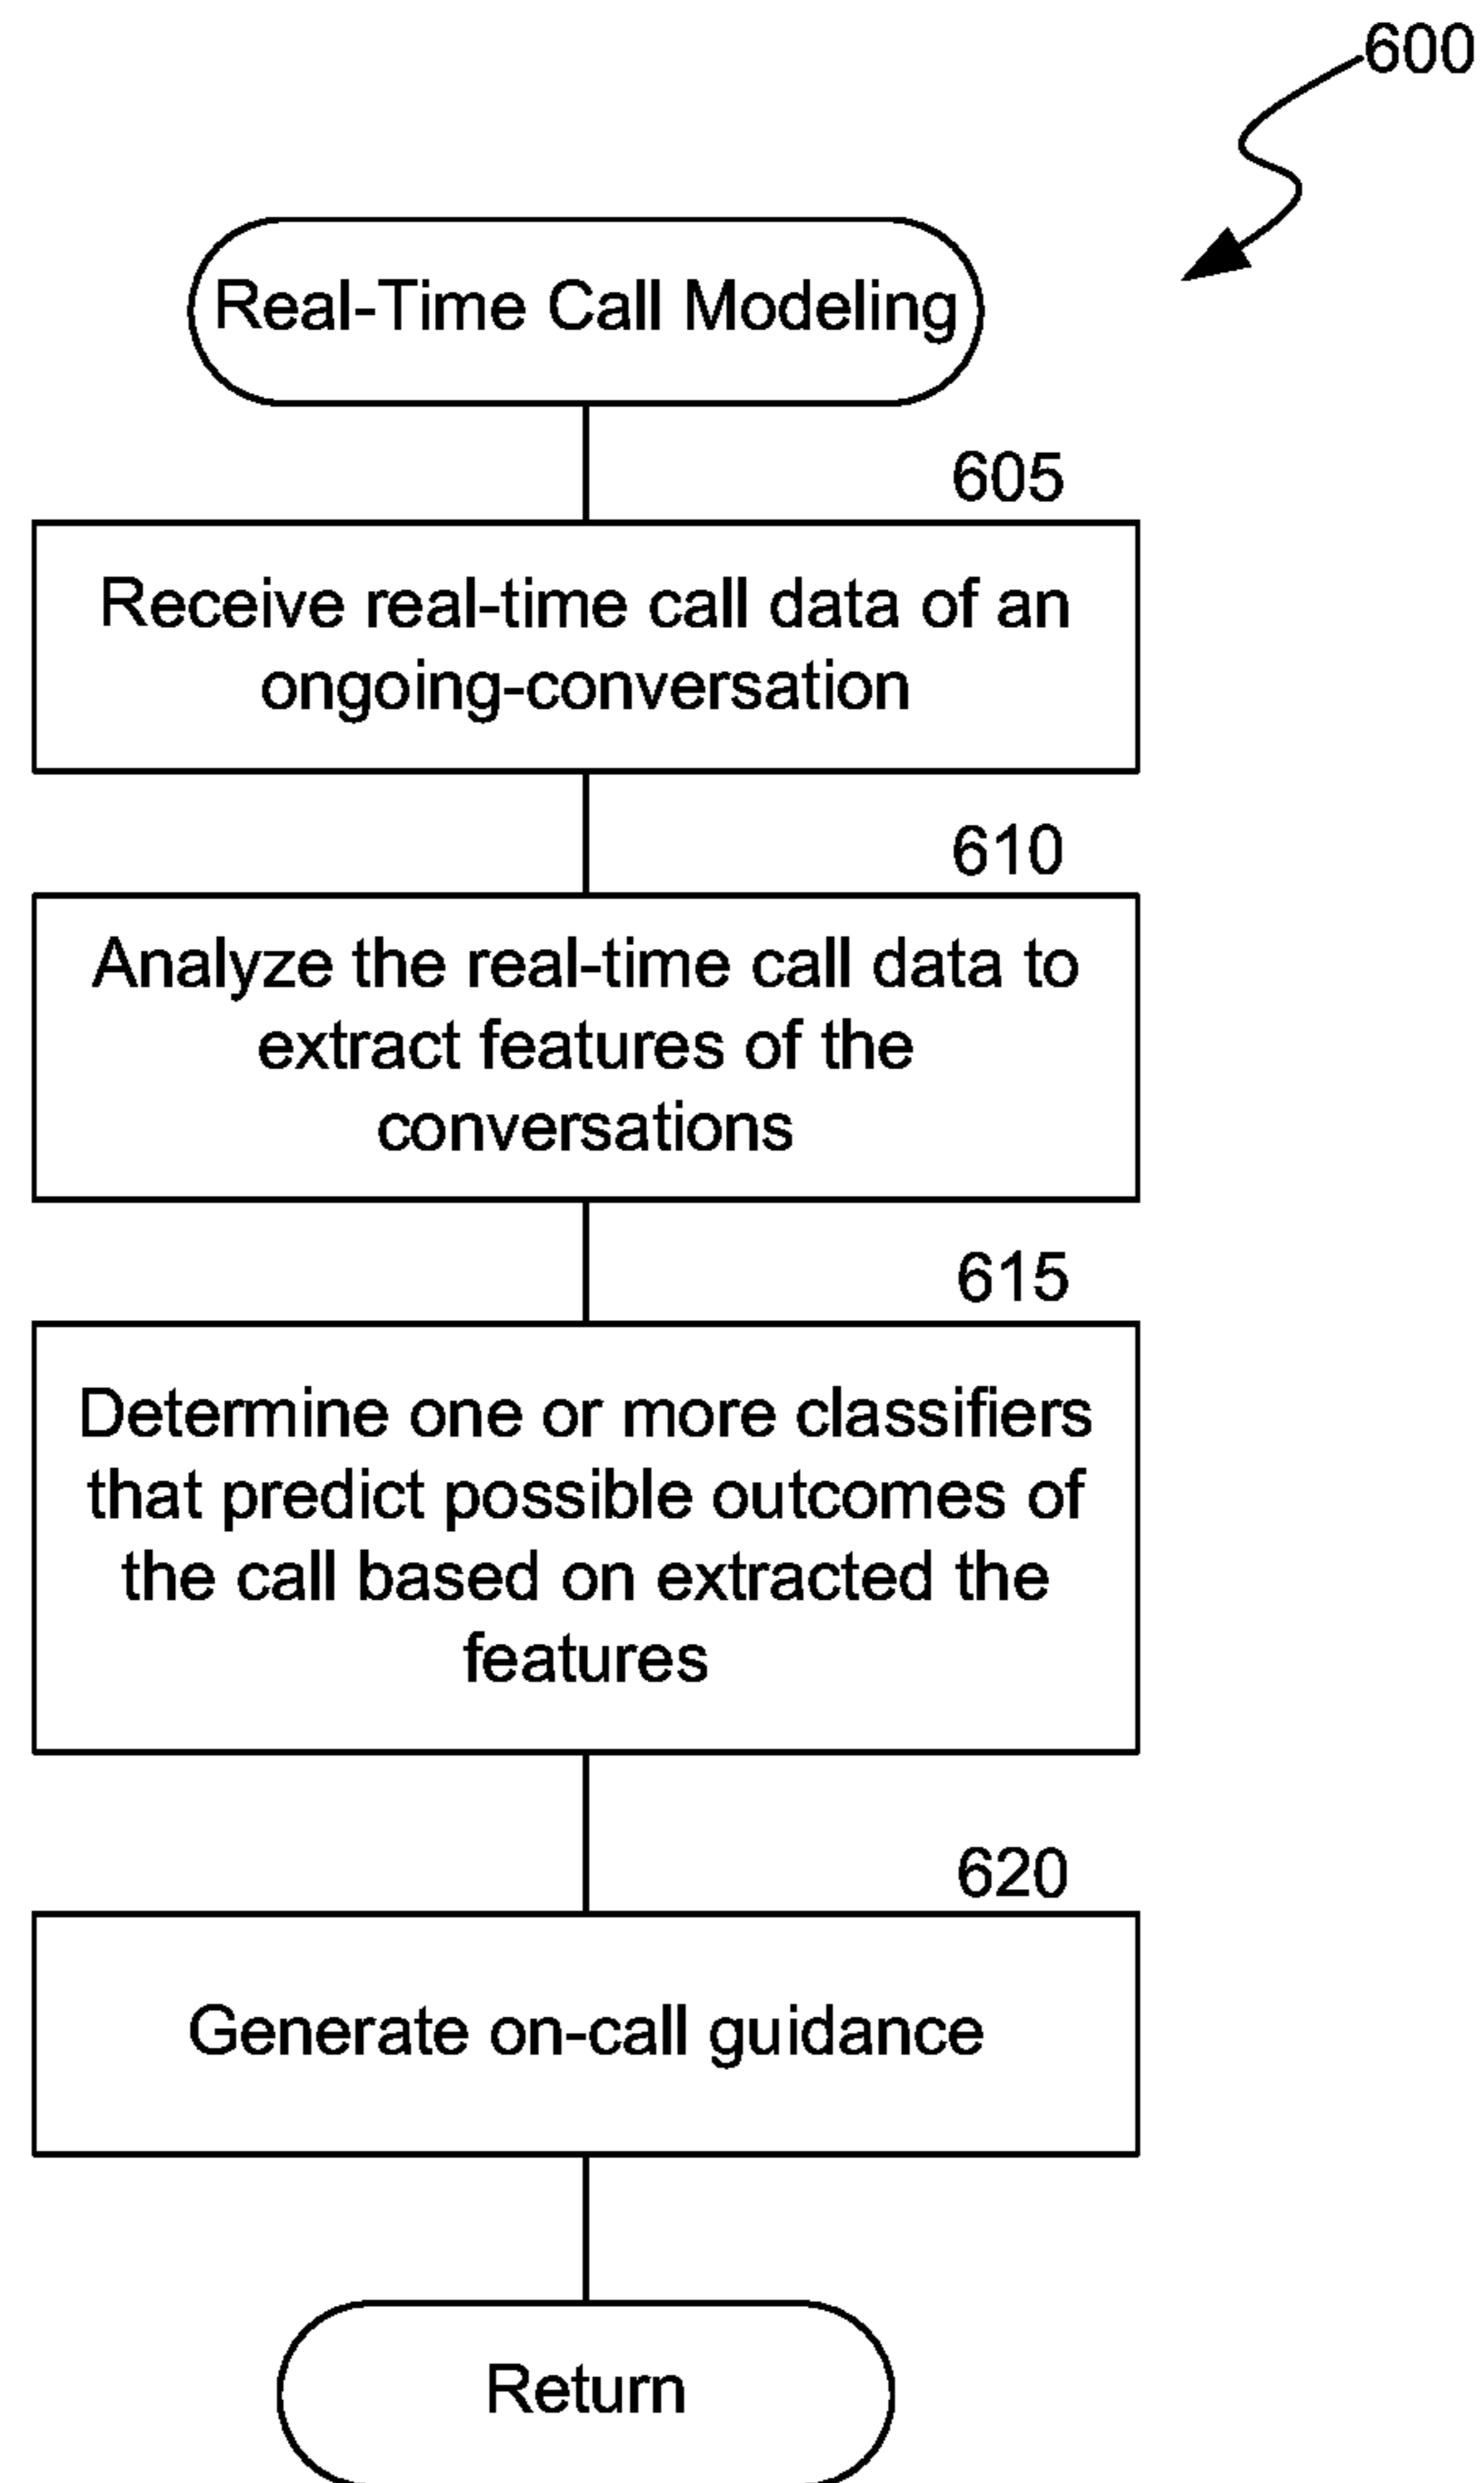 600
Real-Time Call Modeling
605
Receive real-time call data of an
ongoing-conversation
610
Analyze the real-time call data to
extract features of the
conversations
615
Determine one or more classifiers
that predict possible outcomes of
the call based on extracted the
features
620
Generate on-call guidance
Return